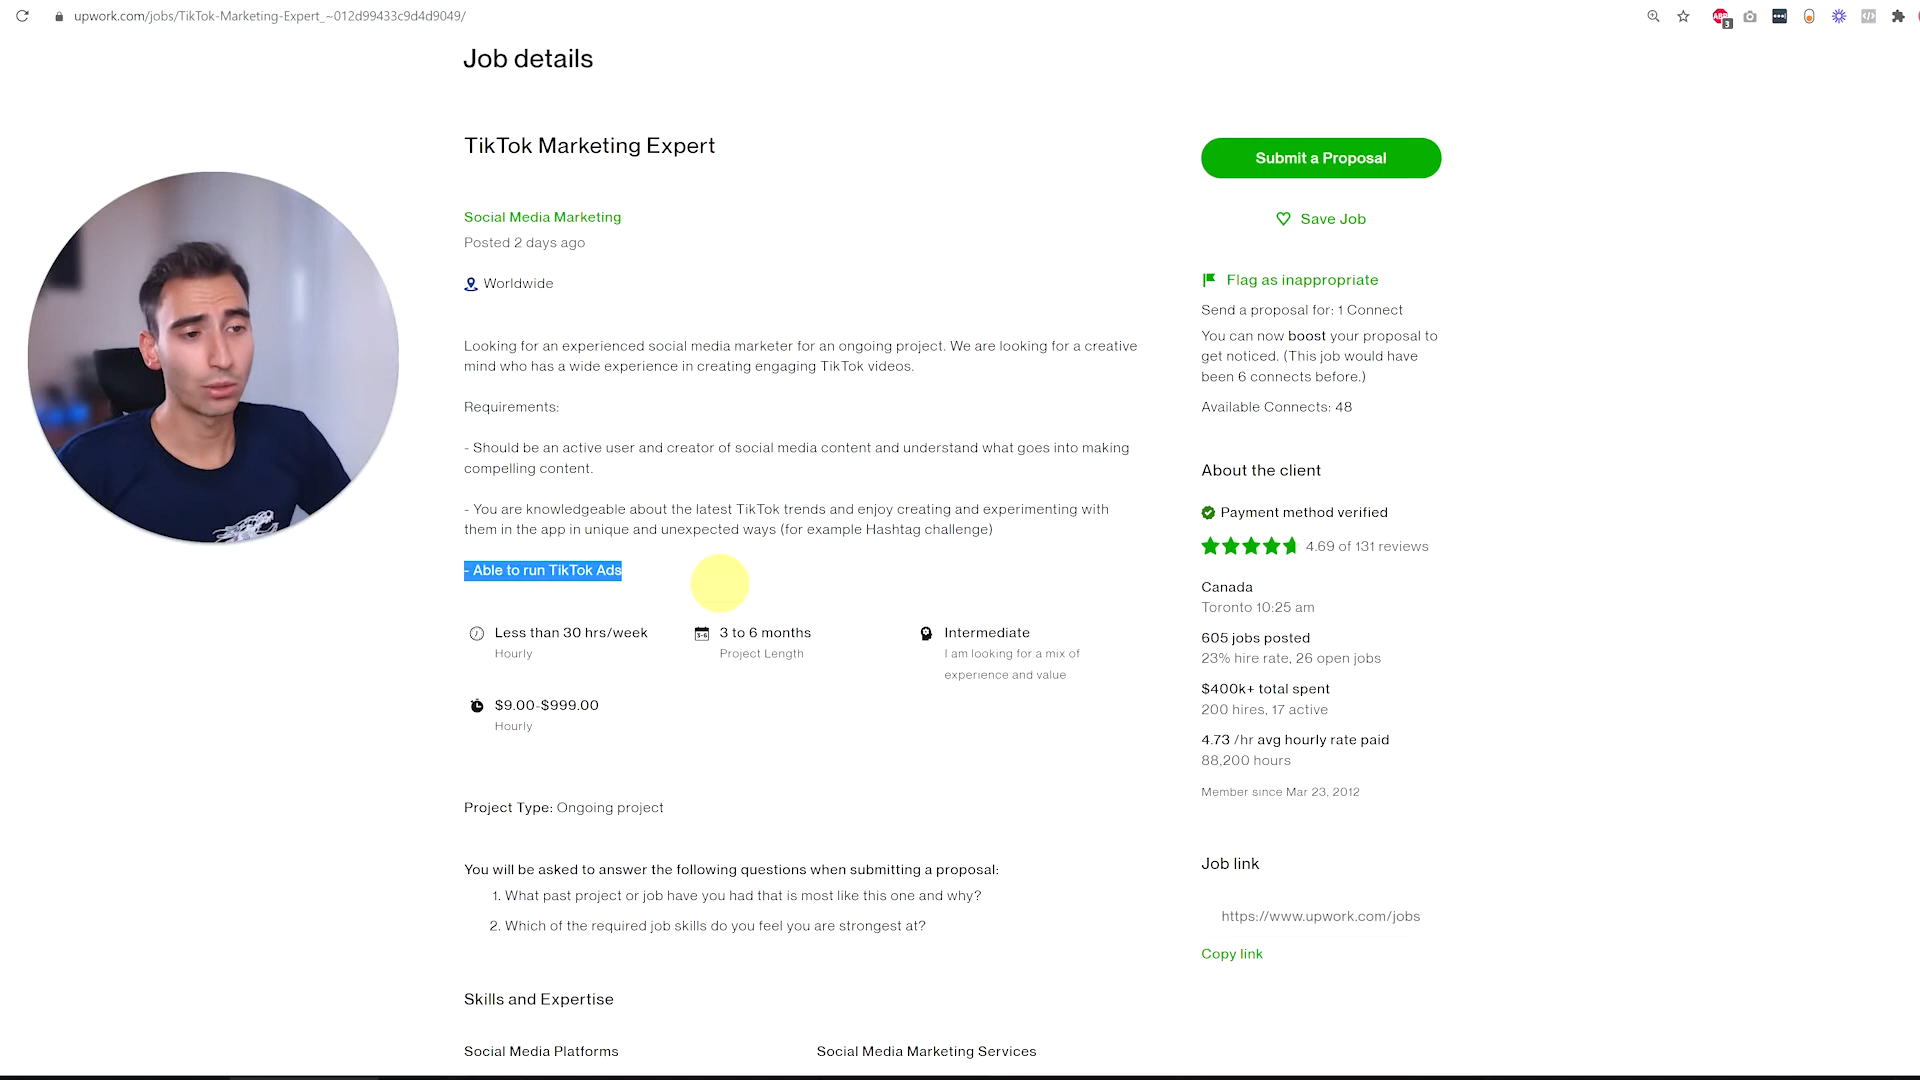 upwork.com/jobs/TikTok-Marketing-Expert_~012d99433c9d4d9049/
ABP
3
Job details
TikTok Marketing Expert
Social Media Marketing
Posted 2 days ago
Worldwide
Looking for an experienced social media marketer for an ongoing project. We are looking for a creative
mind who has a wide experience in creating engaging TikTok videos.
Requirements:
- Should be an active user and creator of social media content and understand what goes into making
compelling content.
- You are knowledgeable about the latest TikTok trends and enjoy creating and experimenting with
them in the app in unique and unexpected ways (for example Hashtag challenge)
- Able to run TikTok Ads
Less than 30 hrs/week
Hourly
3-6
3 to 6 months
Project Length
Intermediate
I am looking for a mix of
experience and value
$9.00-$999.00
Hourly
Project Type: Ongoing project
You will be asked to answer the following questions when submitting a proposal:
1. What past project or job have you had that is most like this one and why?
2. Which of the required job skills do you feel you are strongest at?
Skills and Expertise
Social Media Platforms
Social Media Marketing Services
Submit a Proposal
Save Job
Flag as inappropriate
Send a proposal for: 1 Connect
You can now boost your proposal to
get noticed. (This job would have
been 6 connects before.)
Available Connects: 48
About the client
Payment method verified
4.69 of 131 reviews
Canada
Toronto 10:25 am
605 jobs posted
23% hire rate, 26 open jobs
$400k+ total spent
200 hires, 17 active
4.73 /hr avg hourly rate paid
88,200 hours
Member since Mar 23, 2012
Job link
https://www.upwork.com/jobs
Copy link